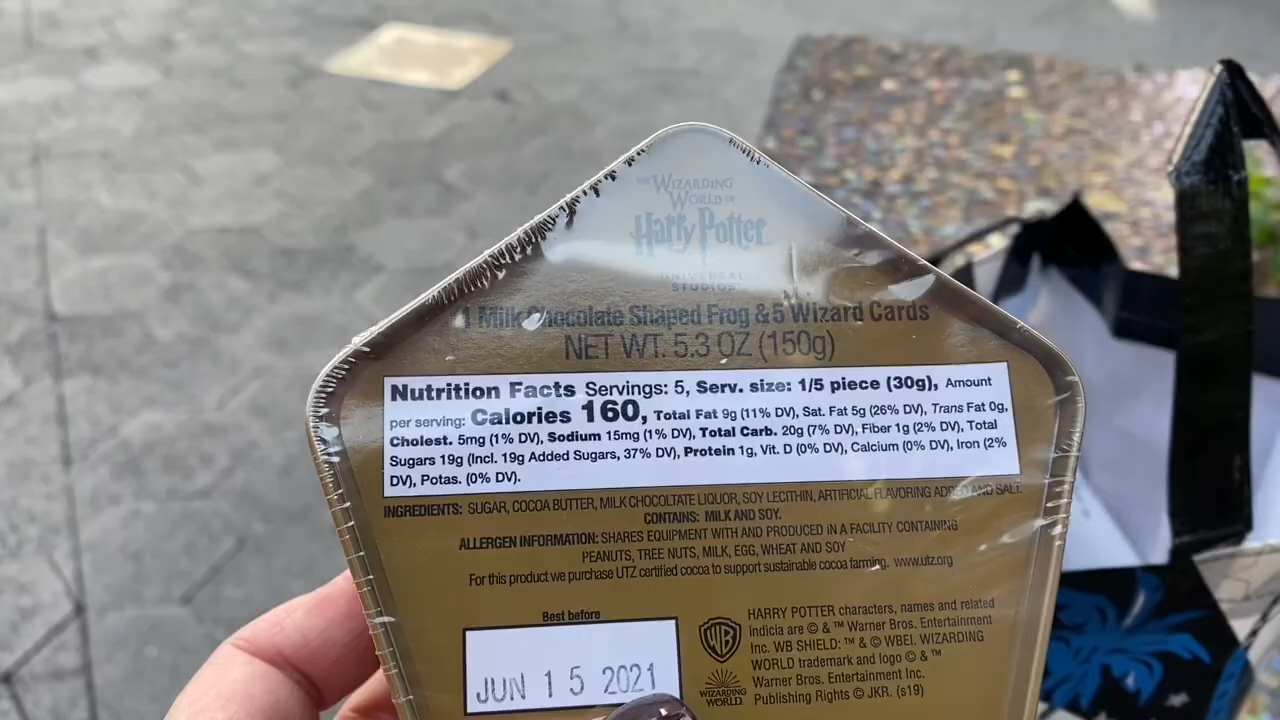 THE WIZARDING
WORLD OF
Harry Potter
UNIVERSAL
STUDIOS
1 Milk Chocolate Shaped Frog & 5 Wizard Cards
NET WT. 5.3 OZ (150g)
Nutrition Facts Servings: 5, Serv. size: 1/5 piece (30g), Amount
per serving: Calories 160, Total Fat 9g (11% DV), Sat. Fat 5g (26% DV), Trans Fat 0g,
Cholest. 5mg (1% DV), Sodium 15mg (1% DV), Total Carb. 20g (7% DV), Fiber 1g (2% DV), Total
Sugars 19g (Incl. 19g Added Sugars, 37% DV), Protein 1g, Vit. D (0% DV), Calcium (0% DV), Iron (2%
DV), Potas. (0% DV).
INGREDIENTS: SUGAR, COCOA BUTTER, MILK CHOCOLTATE LIQUOR, SOY LECITHIN, ARTIFICIAL FLAVORING ADDED AND SALT.
CONTAINS: MILK AND SOY.
ALLERGEN INFORMATION: SHARES EQUIPMENT WITH AND PRODUCED IN A FACILITY CONTAINING
PEANUTS, TREE NUTS, MILK, EGG, WHEAT AND SOY
For this product we purchase UTZ certified cocoa to support sustainable cocoa farming. www.utz.org
Best before
JUN 15 2021
WB
WIZARDING
WORLD
HARRY POTTER characters, names and related
indicia are © & ™ Warner Bros. Entertainment
Inc. WB SHIELD: ™ & © WBEI. WIZARDING
WORLD trademark and logo © & ™
Warner Bros. Entertainment Inc.
Publishing Rights © JKR. (s19)